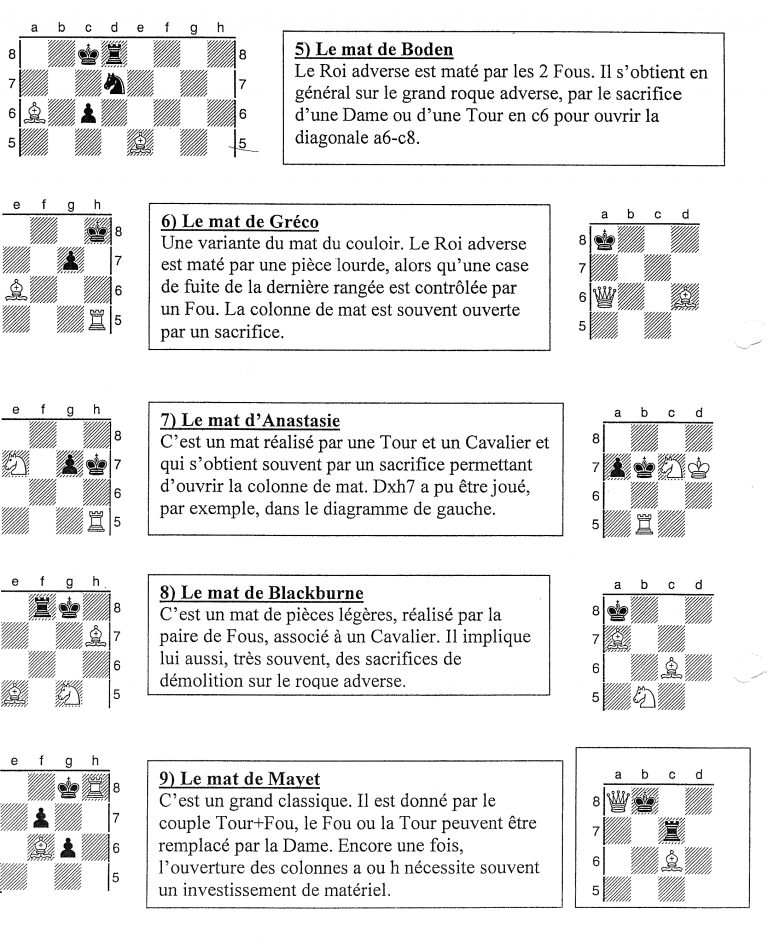 a b c d e f g h
8 8
7 7
6 6
5 5
5) Le mat de Boden
Le Roi adverse est maté par les 2 Fous. Il s’obtient en
général sur le grand roque adverse, par le sacrifice
d’une Dame ou d’une Tour en c6 pour ouvrir la
diagonale a6-c8.
e f g h
8
7
6
5
6) Le mat de Gréco
Une variante du mat du couloir. Le Roi adverse
est maté par une pièce lourde, alors qu’une case
de fuite de la dernière rangée est contrôlée par
un Fou. La colonne de mat est souvent ouverte
par un sacrifice.
a b c d
8
7
6
5
e f g h
8
7
6
5
7) Le mat d’Anastasie
C’est un mat réalisé par une Tour et un Cavalier et
qui s’obtient souvent par un sacrifice permettant
d’ouvrir la colonne de mat. Dxh7 a pu être joué,
par exemple, dans le diagramme de gauche.
a b c d
8
7
6
5
e f g h
8
7
6
5
8) Le mat de Blackburne
C’est un mat de pièces légères, réalisé par la
paire de Fous, associé à un Cavalier. Il implique
lui aussi, très souvent, des sacrifices de
démolition sur le roque adverse.
a b c d
8
7
6
5
e f g h
8
7
6
5
9) Le mat de Mayet
C’est un grand classique. Il est donné par le
couple Tour+Fou, le Fou ou la Tour peuvent être
remplacé par la Dame. Encore une fois,
l’ouverture des colonnes a ou h nécessite souvent
un investissement de matériel.
a b c d
8
7
6
5